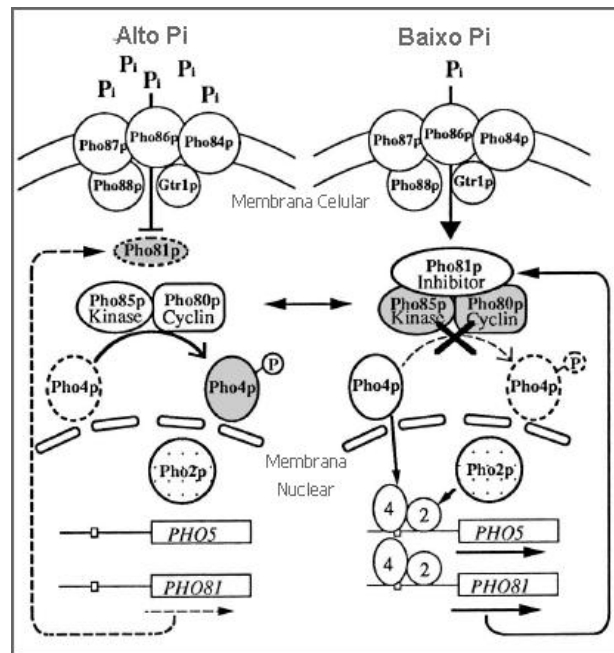 Alto Pi
Baixo Pi
Pi Pi Pi Pi Pi
Pi
Pho87p Pho86p Pho84p
Pho88p Gtr1p
Pho87p Pho86p Pho84p
Pho88p Gtr1p
Membrana Celular
Pho81p
Pho81p
Inhibitor
Pho85p Pho80p
Kinase Cyclin
Pho85p Pho80p
Kinase Cyclin
Pho4p
Pho4p
P
Pho4p
Pho4p
P
Pho2p
Membrana
Nuclear
Pho2p
4 2
PHO5
PHO5
4 2
PHO81
PHO81